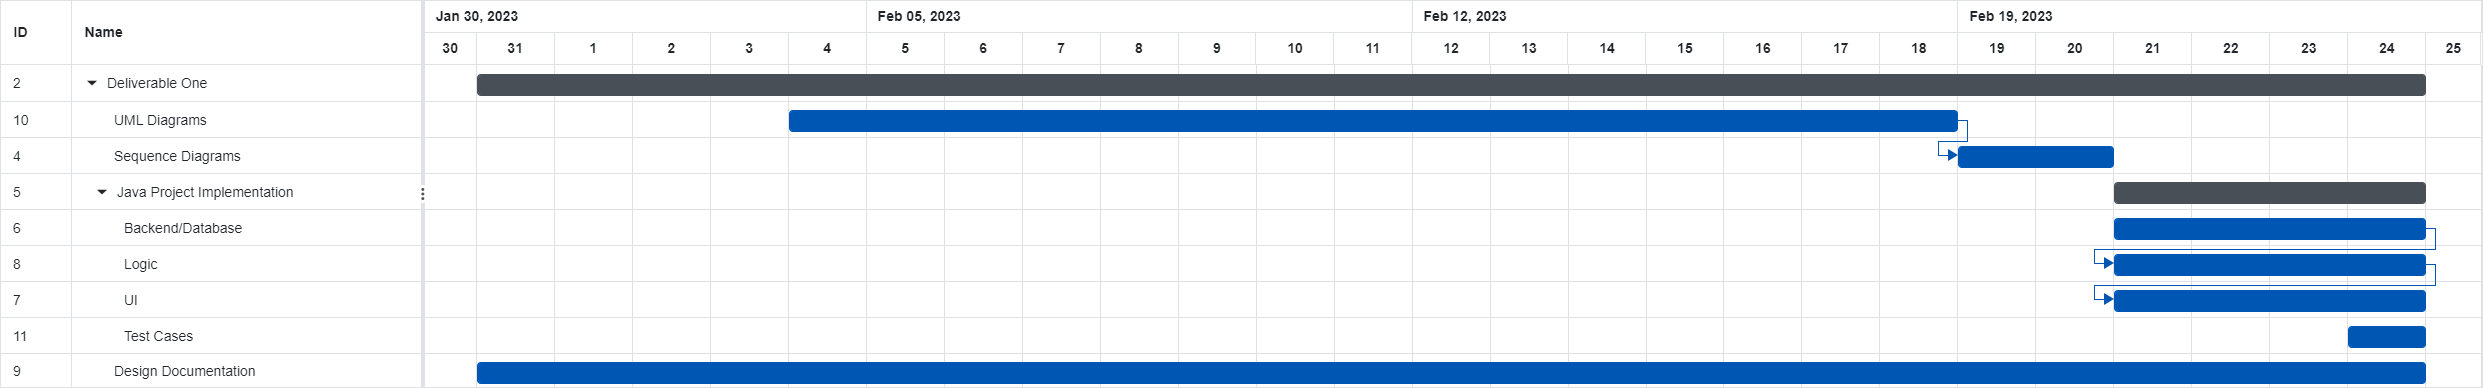 ID Name Jan 30, 2023 Feb 05, 2023 Feb 12, 2023 Feb 19, 2023
30 31 1 2 3 4 5 6 7 8 9 10 11 12 13 14 15 16 17 18 19 20 21 22 23 24 25
2 Deliverable One
10 UML Diagrams
4 Sequence Diagrams
5 Java Project Implementation
6 Backend/Database
8 Logic
7 UI
11 Test Cases
9 Design Documentation